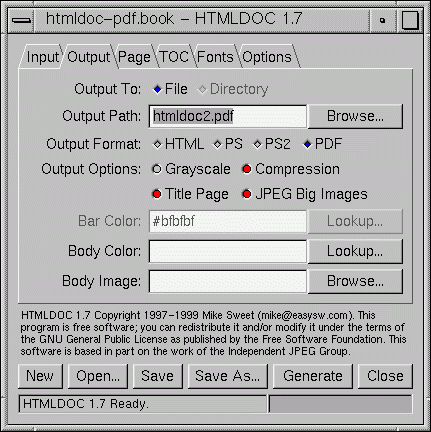 htmldoc-pdf.book - HTMLDOC 1.7
Input Output Page TOC Fonts Options
Output To: File Directory
Output Path: htmldoc2.pdf Browse...
Output Format: HTML PS PS2 PDF
Output Options: Grayscale Compression
Title Page JPEG Big Images
Bar Color: #bfbfbf Lookup...
Body Color: Lookup...
Body Image: Browse...
HTMLDOC 1.7 Copyright 1997-1999 Mike Sweet (mike@easysw.com). This
program is free software; you can redistribute it and/or modify it under the terms of
the GNU General Public License as published by the Free Software Foundation. This
software is based in part on the work of the Independent JPEG Group.
New Open... Save Save As... Generate Close
HTMLDOC 1.7 Ready.